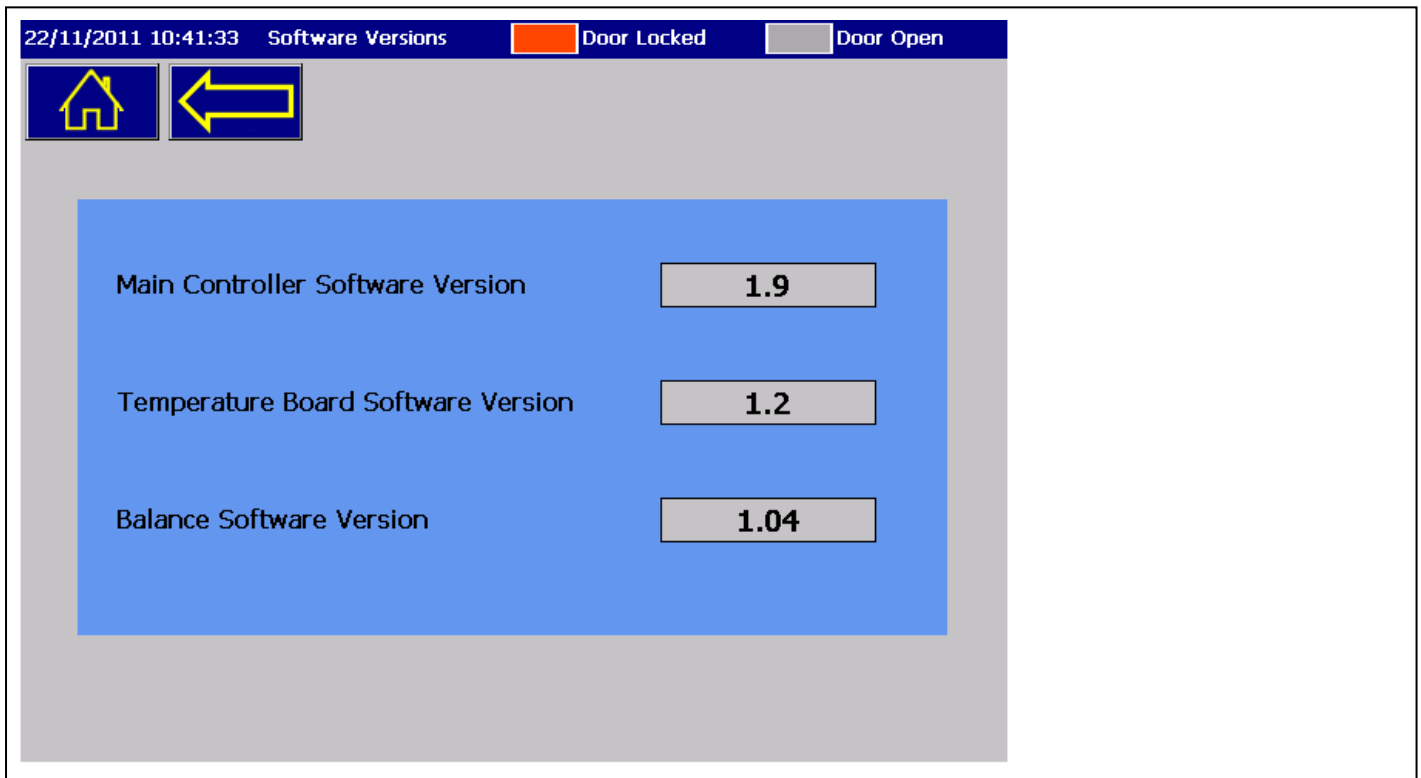 22/11/2011 10:41:33 Software Versions Door Locked Door Open
Main Controller Software Version 1.9
Temperature Board Software Version 1.2
Balance Software Version 1.04